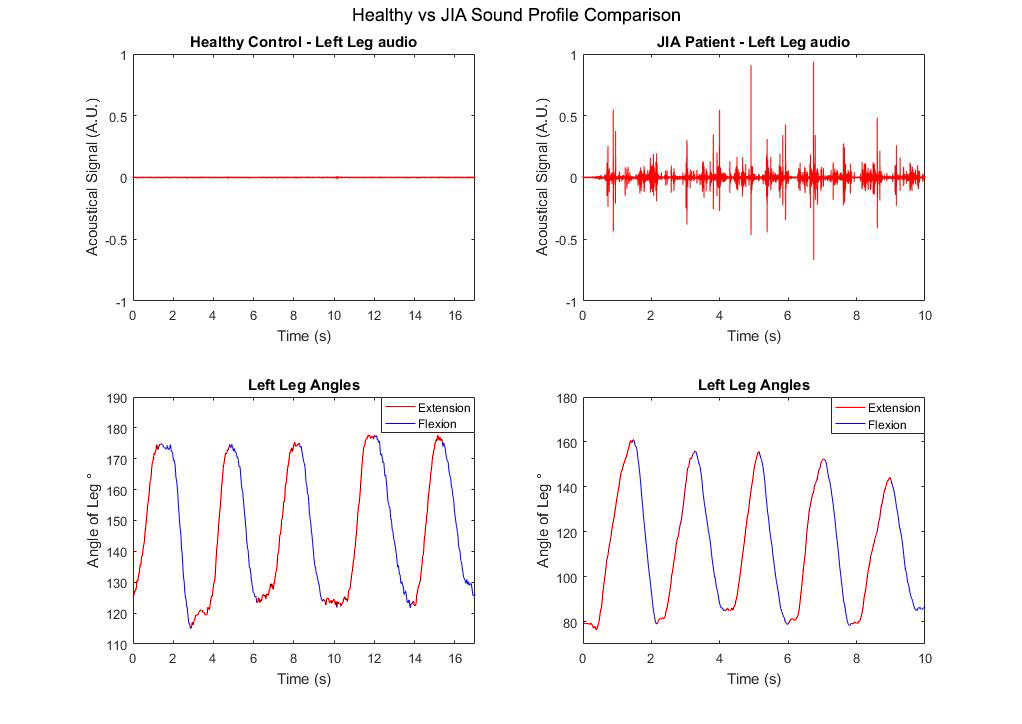 Healthy vs JIA Sound Profile Comparison
Healthy Control - Left Leg audio
1
0.5
0
-0.5
-1
Acoustical Signal (A.U.)
0 2 4 6 8 10 12 14 16
Time (s)
JIA Patient - Left Leg audio
1
0.5
0
-0.5
-1
Acoustical Signal (A.U.)
0 2 4 6 8 10
Time (s)
Left Leg Angles
190
180
170
160
150
140
130
120
110
Angle of Leg °
Extension
Flexion
0 2 4 6 8 10 12 14 16
Time (s)
Left Leg Angles
180
160
140
120
100
80
Angle of Leg °
Extension
Flexion
0 2 4 6 8 10
Time (s)